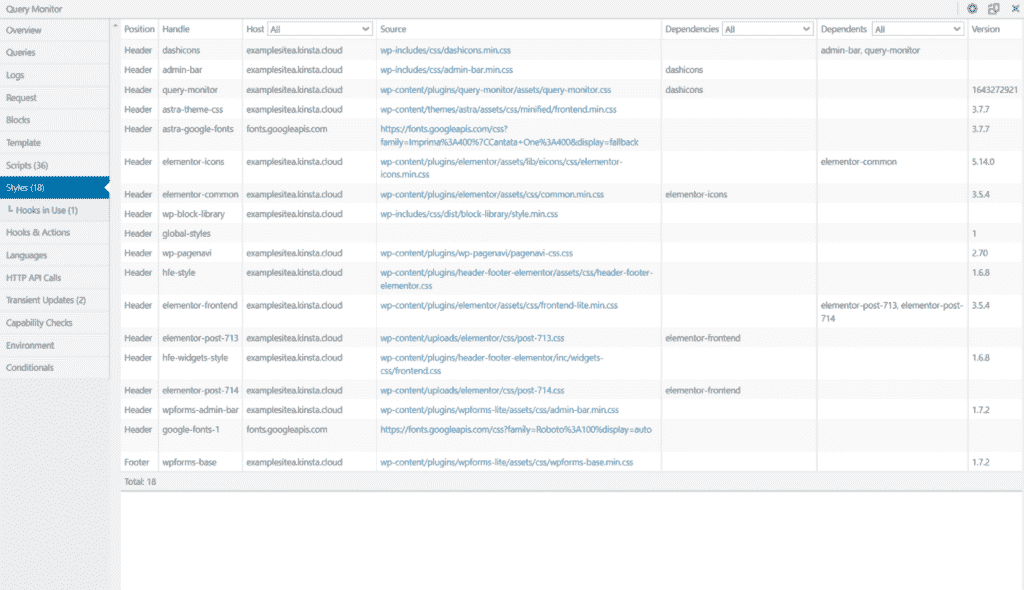 Query Monitor
Overview
Queries
Logs
Request
Blocks
Template
Scripts (36)
Styles (18)
Hooks in Use (1)
Hooks & Actions
Languages
HTTP API Calls
Transient Updates (2)
Capability Checks
Environment
Conditionals
Position Handle Host All Source Dependencies All Dependents All Version
Header dashicons examplesitea.kinsta.cloud wp-includes/css/dashicons.min.css admin-bar, query-monitor
Header admin-bar examplesitea.kinsta.cloud wp-includes/css/admin-bar.min.css dashicons
Header query-monitor examplesitea.kinsta.cloud wp-content/plugins/query-monitor/assets/query-monitor.css dashicons 1643272921
Header astra-theme-css examplesitea.kinsta.cloud wp-content/themes/astra/assets/css/minified/frontend.min.css 3.7.7
Header astra-google-fonts fonts.googleapis.com https://fonts.googleapis.com/css? 3.7.7
family=Imprima%3A400%7CCantata+One%3A400&display=fallback
Header elementor-icons examplesitea.kinsta.cloud wp-content/plugins/elementor/assets/lib/eicons/css/elementor- elementor-common 5.14.0
icons.min.css
Header elementor-common examplesitea.kinsta.cloud wp-content/plugins/elementor/assets/css/common.min.css elementor-icons 3.5.4
Header wp-block-library examplesitea.kinsta.cloud wp-includes/css/dist/block-library/style.min.css
Header global-styles 1
Header wp-pagenavi examplesitea.kinsta.cloud wp-content/plugins/wp-pagenavi/pagenavi-css.css 2.70
Header hfe-style examplesitea.kinsta.cloud wp-content/plugins/header-footer-elementor/assets/css/header-footer- 1.6.8
elementor.css
Header elementor-frontend examplesitea.kinsta.cloud wp-content/plugins/elementor/assets/css/frontend-lite.min.css elementor-post-713, elementor-post- 3.5.4
714
Header elementor-post-713 examplesitea.kinsta.cloud wp-content/uploads/elementor/css/post-713.css elementor-frontend
Header hfe-widgets-style examplesitea.kinsta.cloud wp-content/plugins/header-footer-elementor/inc/widgets- 1.6.8
css/frontend.css
Header elementor-post-714 examplesitea.kinsta.cloud wp-content/uploads/elementor/css/post-714.css elementor-frontend
Header wpforms-admin-bar examplesitea.kinsta.cloud wp-content/plugins/wpforms-lite/assets/css/admin-bar.min.css 1.7.2
Header google-fonts-1 fonts.googleapis.com https://fonts.googleapis.com/css?family=Roboto%3A100%display=auto
Footer wpforms-base examplesitea.kinsta.cloud wp-content/plugins/wpforms-lite/assets/css/wpforms-base.min.css 1.7.2
Total: 18